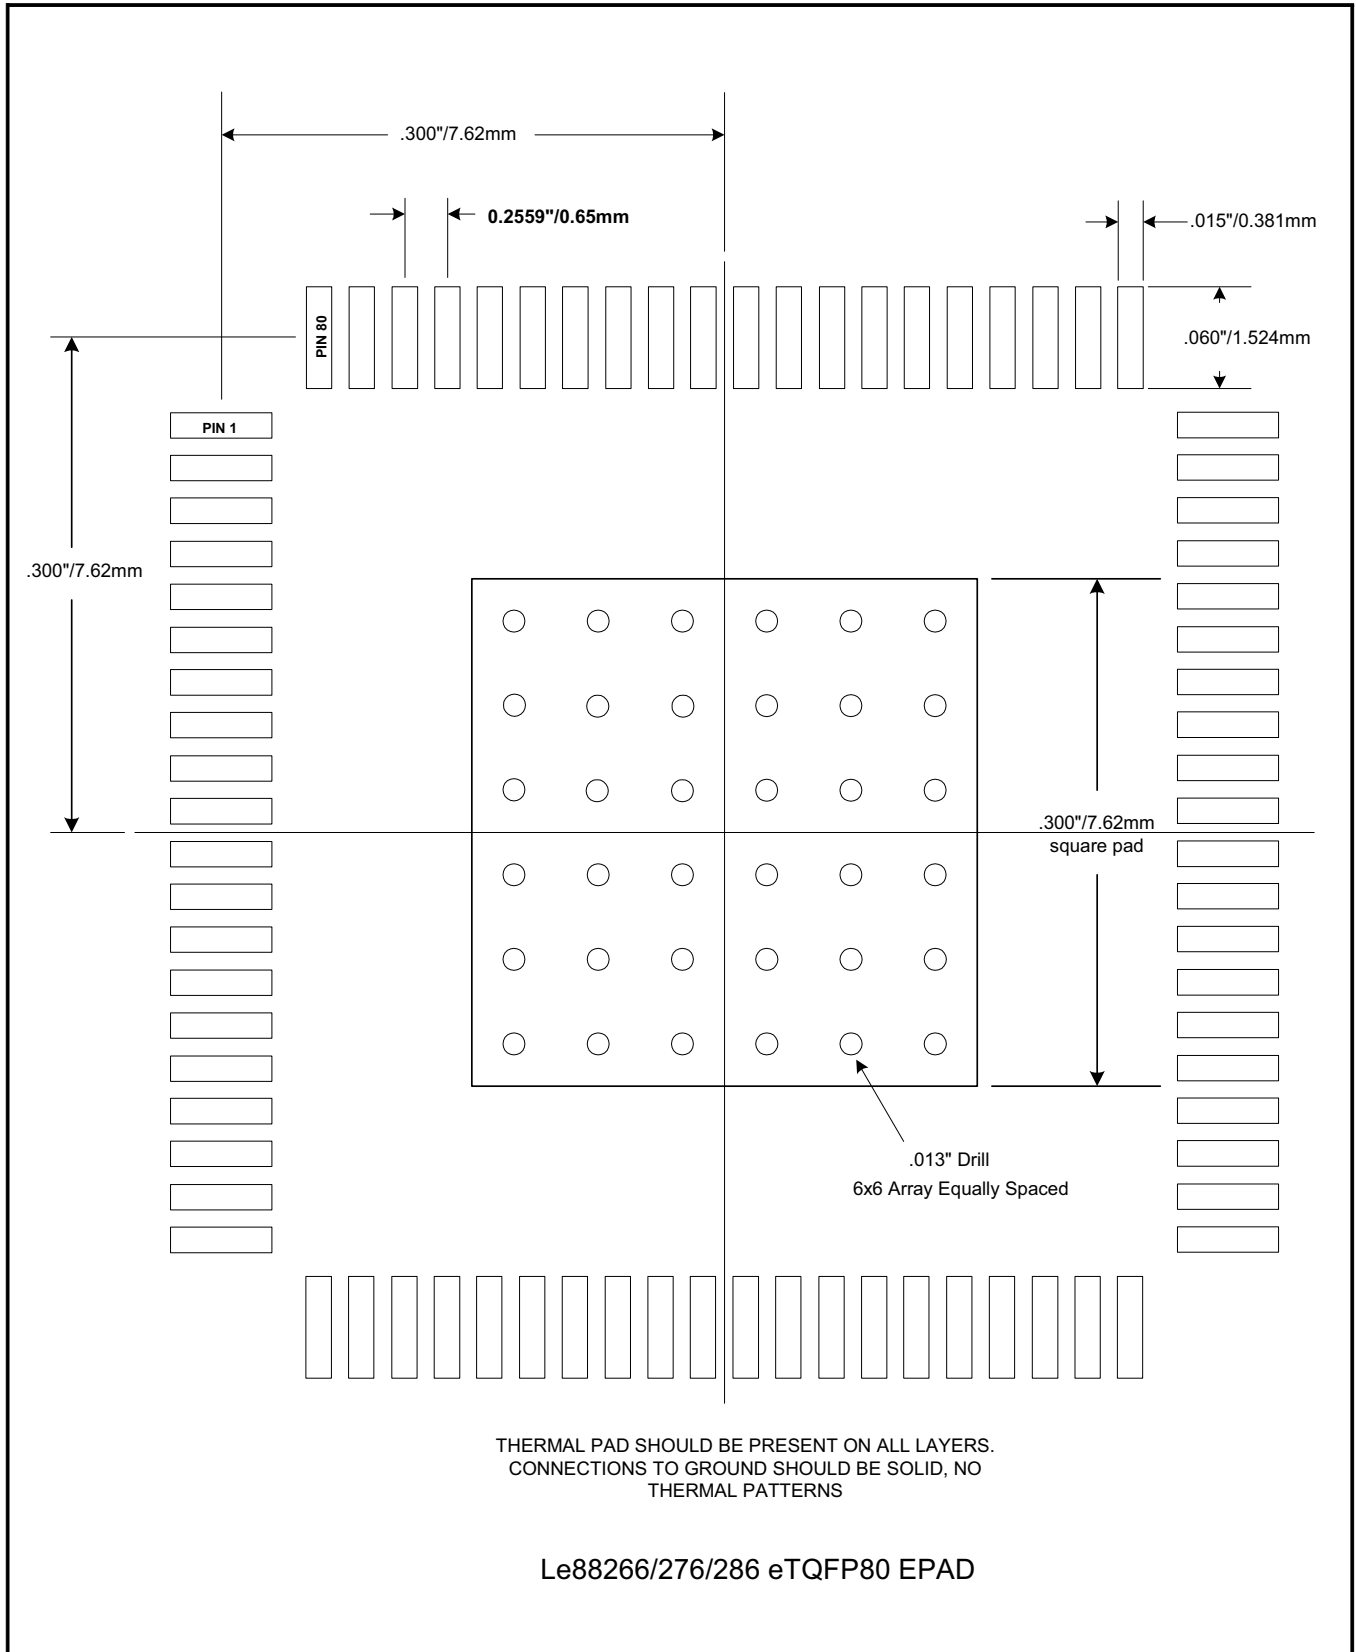 .300"/7.62mm
0.2559"/0.65mm
.015"/0.381mm
PIN 80
.060"/1.524mm
PIN 1
.300"/7.62mm
.300"/7.62mm
square pad
.013" Drill
6x6 Array Equally Spaced
THERMAL PAD SHOULD BE PRESENT ON ALL LAYERS.
CONNECTIONS TO GROUND SHOULD BE SOLID, NO
THERMAL PATTERNS
Le88266/276/286 eTQFP80 EPAD